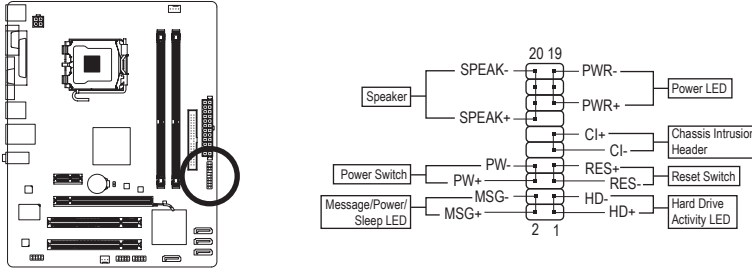 20 19
SPEAK-
PWR-
Speaker
Power LED
PWR+
SPEAK+
CI+
Chassis Intrusion
Header
CI-
PW-
RES+
Power Switch
Reset Switch
PW+
RES-
MSG-
HD-
Message/Power/
Sleep LED
Hard Drive
Activity LED
MSG+
HD+
2 1